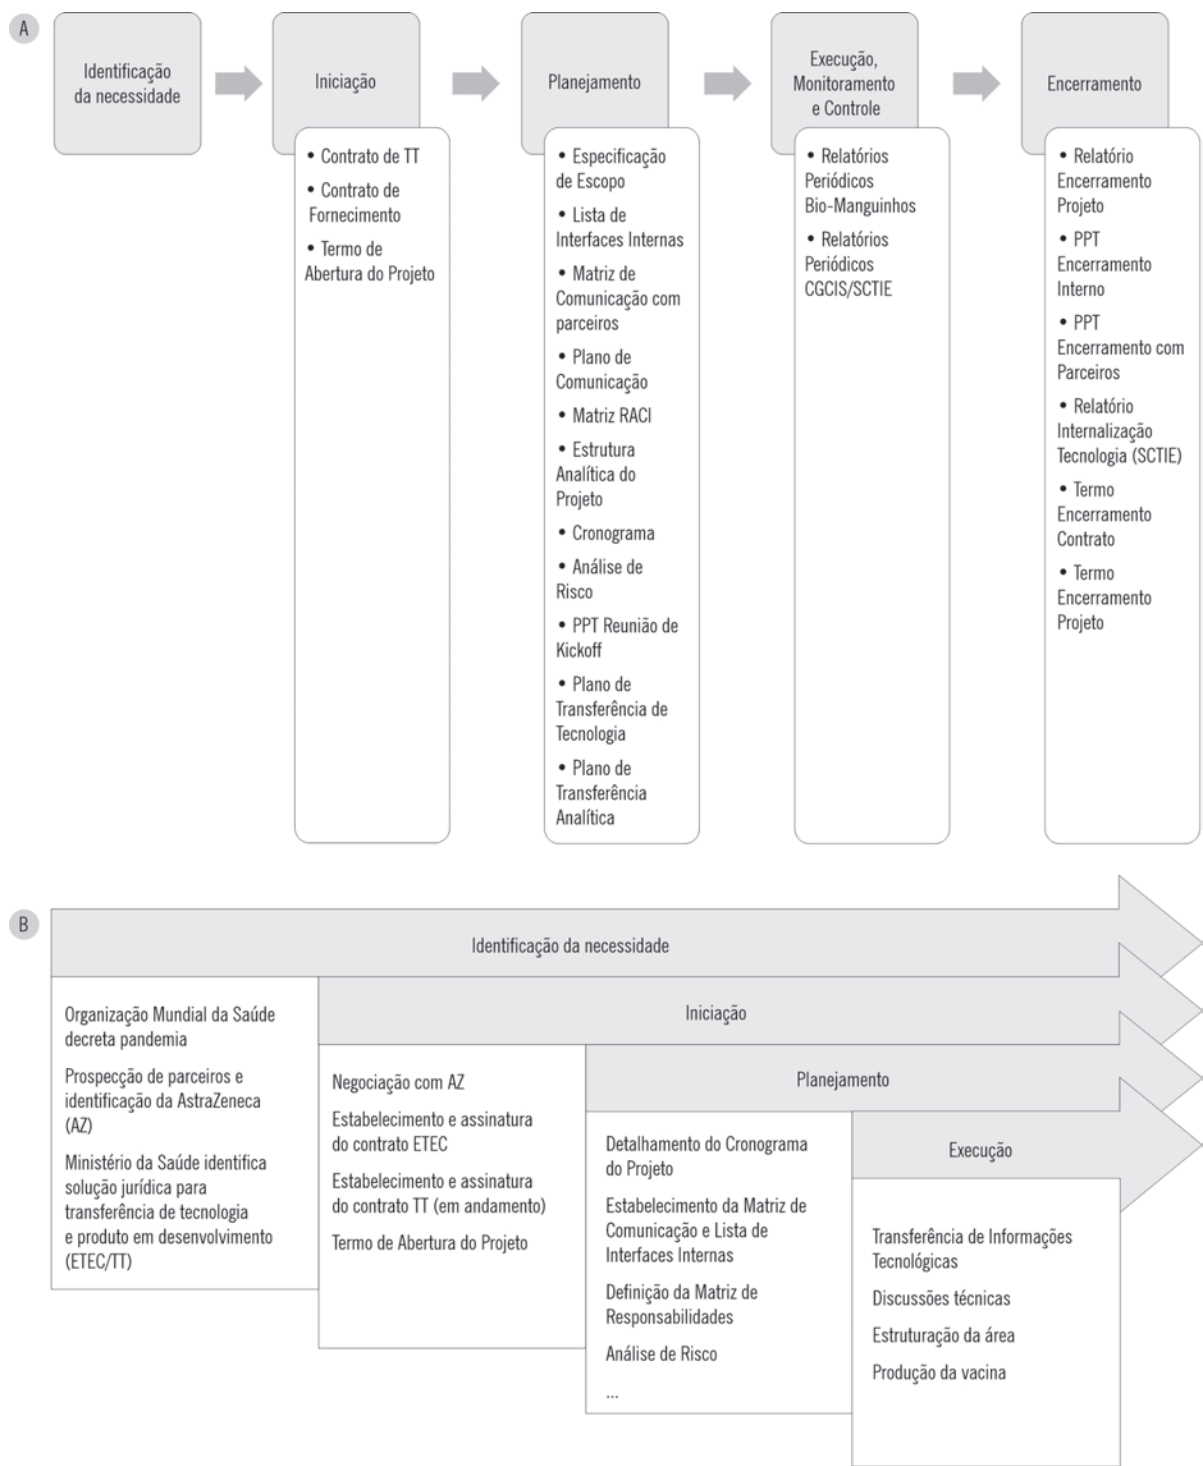 A
Identificação
da necessidade
Iniciação
Planejamento
Execução,
Monitoramento
e Controle
Encerramento
• Contrato de TT
• Contrato de
Fornecimento
• Termo de
Abertura do Projeto
• Especificação
de Escopo
• Lista de
Interfaces Internas
• Matriz de
Comunicação com
parceiros
• Plano de
Comunicação
• Matriz RACI
• Estrutura
Analítica do
Projeto
• Cronograma
• Análise de
Risco
• PPT Reunião de
Kickoff
• Plano de
Transferência de
Tecnologia
• Plano de
Transferência
Analítica
• Relatórios
Periódicos
Bio-Manguinhos
• Relatórios
Periódicos
CGCIS/SCTIE
• Relatório
Encerramento
Projeto
• PPT
Encerramento
Interno
• PPT
Encerramento com
Parceiros
• Relatório
Internalização
Tecnologia (SCTIE)
• Termo
Encerramento
Contrato
• Termo
Encerramento
Projeto
B
Identificação da necessidade
Organização Mundial da Saúde
decreta pandemia
Prospecção de parceiros e
identificação da AstraZeneca
(AZ)
Ministério da Saúde identifica
solução jurídica para
transferência de tecnologia
e produto em desenvolvimento
(ETEC/TT)
Iniciação
Negociação com AZ
Estabelecimento e assinatura
do contrato ETEC
Estabelecimento e assinatura
do contrato TT (em andamento)
Termo de Abertura do Projeto
Planejamento
Detalhamento do Cronograma
do Projeto
Estabelecimento da Matriz de
Comunicação e Lista de
Interfaces Internas
Definição da Matriz de
Responsabilidades
Análise de Risco
...
Execução
Transferência de Informações
Tecnológicas
Discussões técnicas
Estruturação da área
Produção da vacina